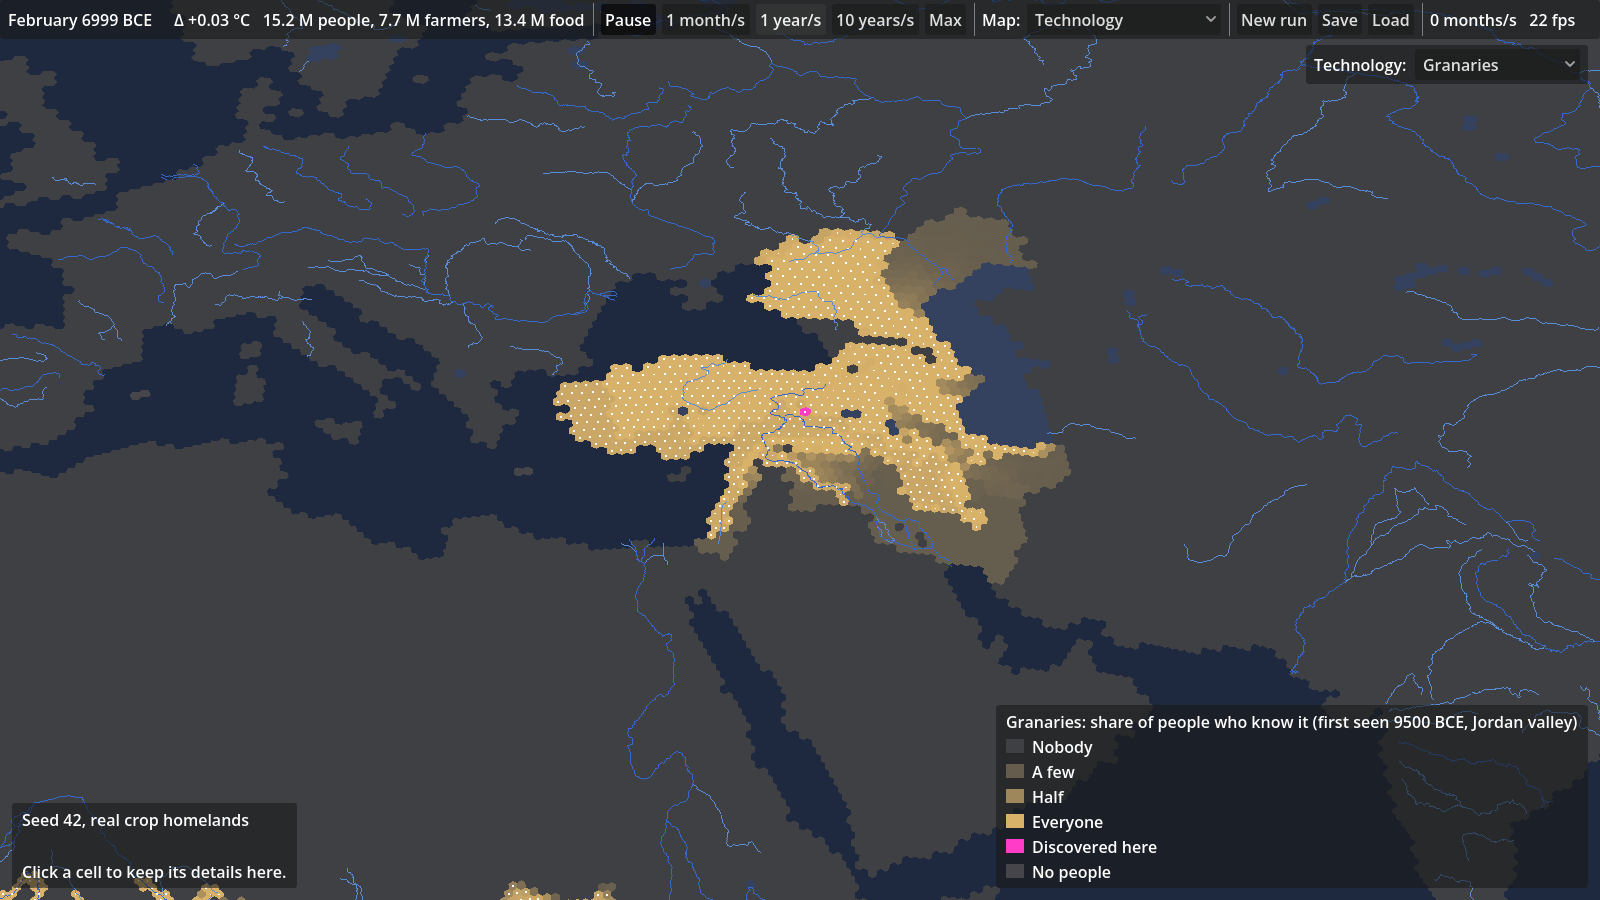 February 6999 BCE Δ +0.03 °C 15.2 M people, 7.7 M farmers, 13.4 M food Pause 1 month/s 1 year/s 10 years/s Max Map: Technology New run Save Load 0 months/s 22 fps
Technology: Granaries
Granaries: share of people who know it (first seen 9500 BCE, Jordan valley)
Nobody
A few
Half
Everyone
Discovered here
No people
Seed 42, real crop homelands
Click a cell to keep its details here.